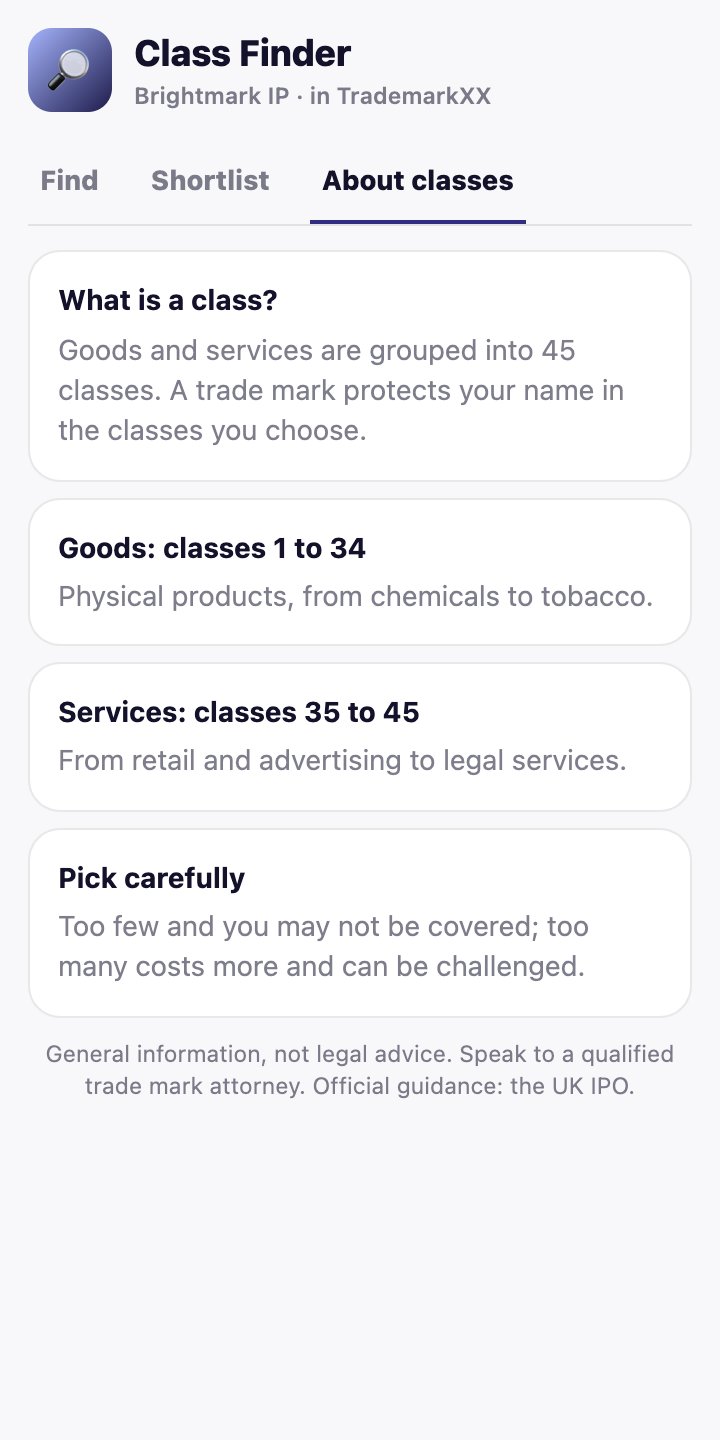 Class Finder
Brightmark IP · in TrademarkXX
Find
Shortlist
About classes
What is a class?
Goods and services are grouped into 45
classes. A trade mark protects your name in
the classes you choose.
Goods: classes 1 to 34
Physical products, from chemicals to tobacco.
Services: classes 35 to 45
From retail and advertising to legal services.
Pick carefully
Too few and you may not be covered; too
many costs more and can be challenged.
General information, not legal advice. Speak to a qualified
trade mark attorney. Official guidance: the UK IPO.